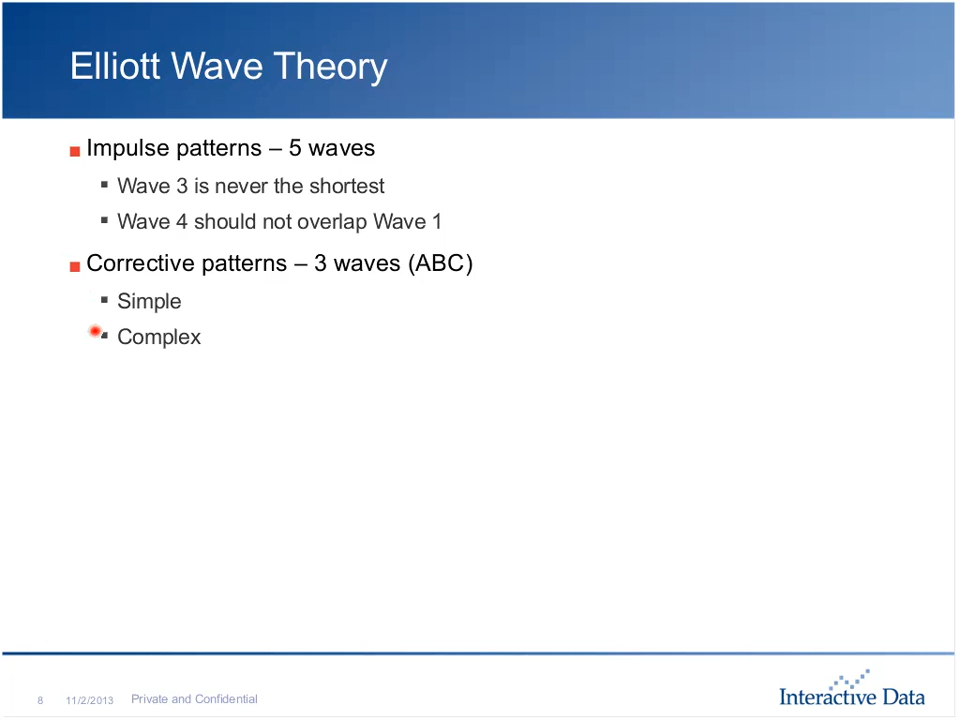 Elliott Wave Theory
Impulse patterns – 5 waves
Wave 3 is never the shortest
Wave 4 should not overlap Wave 1
Corrective patterns – 3 waves (ABC)
Simple
Complex
8 11/2/2013 Private and Confidential
Interactive Data